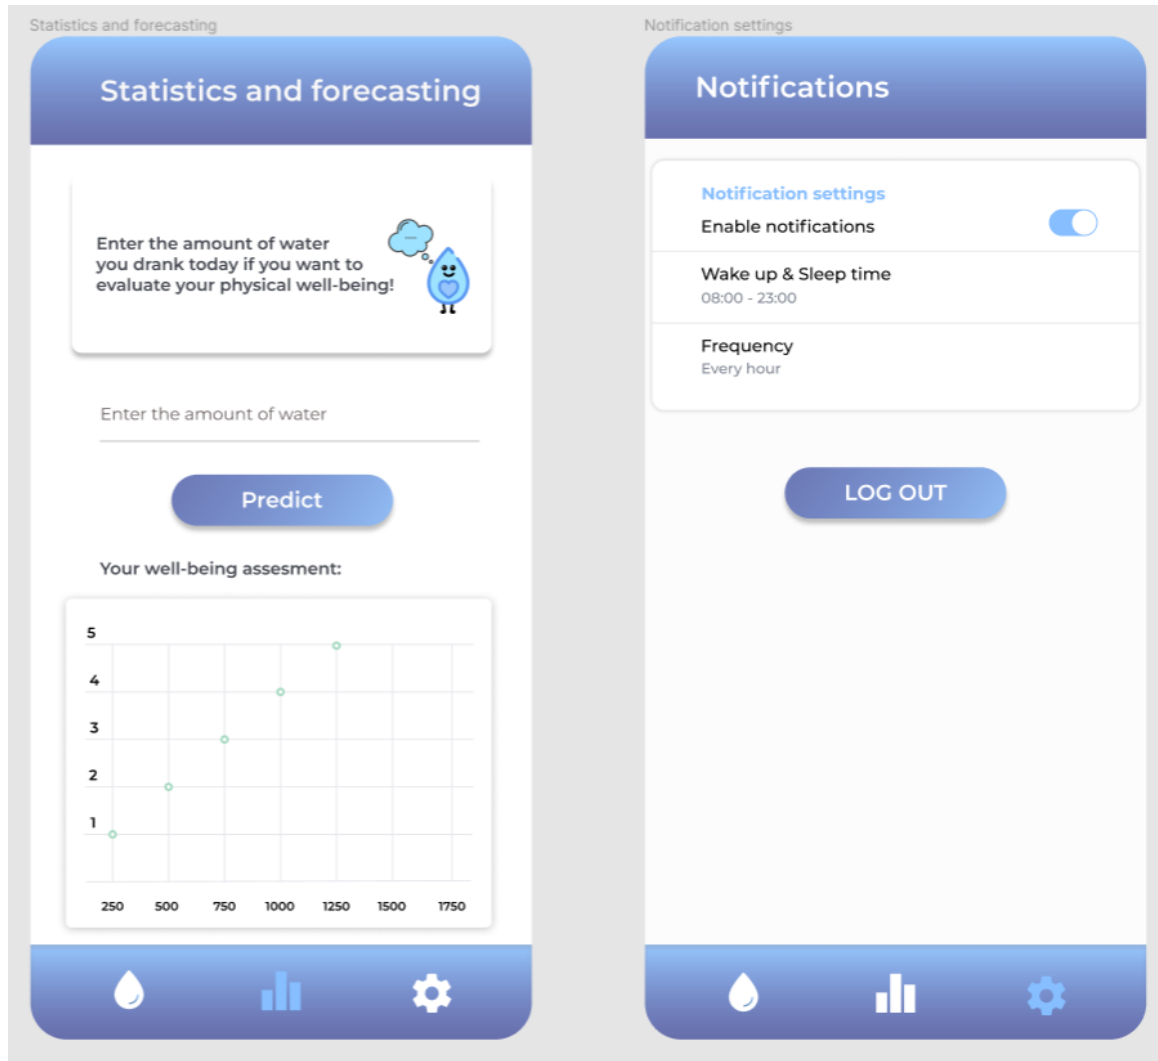 Statistics and forecasting
Statistics and forecasting
Enter the amount of water
you drank today if you want to
evaluate your physical well-being!
Enter the amount of water
Predict
Your well-being assesment:
5
4
3
2
1
250 500 750 1000 1250 1500 1750
Notification settings
Notifications
Notification settings
Enable notifications
Wake up & Sleep time
08:00 - 23:00
Frequency
Every hour
LOG OUT